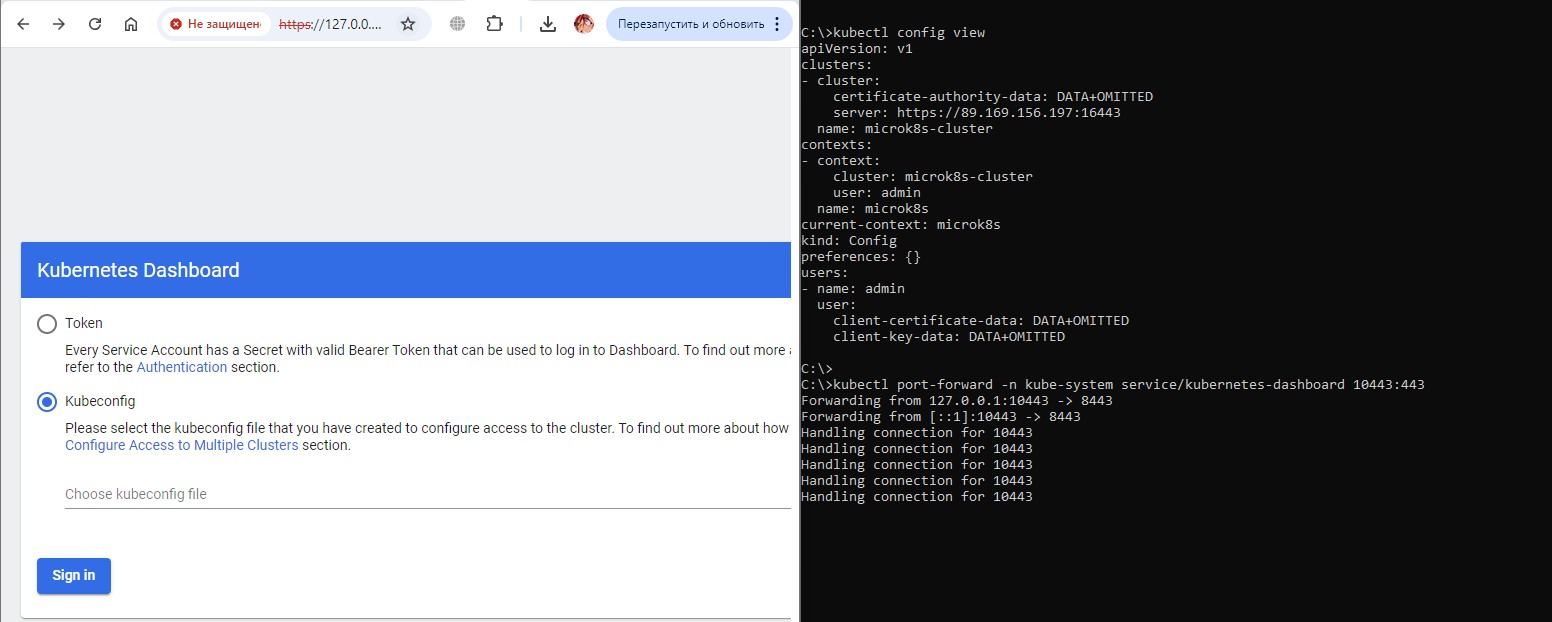 Не защищен
https://127.0.0....
Перезапустить и обновить
Kubernetes Dashboard
Token
Every Service Account has a Secret with valid Bearer Token that can be used to log in to Dashboard. To find out more
refer to the Authentication section.
Kubeconfig
Please select the kubeconfig file that you have created to configure access to the cluster. To find out more about how
Configure Access to Multiple Clusters section.
Choose kubeconfig file
Sign in
C:\>kubectl config view
apiVersion: v1
clusters:
- cluster:
    certificate-authority-data: DATA+OMITTED
    server: https://89.169.156.197:16443
  name: microk8s-cluster
contexts:
- context:
    cluster: microk8s-cluster
    user: admin
  name: microk8s
current-context: microk8s
kind: Config
preferences: {}
users:
- name: admin
  user:
    client-certificate-data: DATA+OMITTED
    client-key-data: DATA+OMITTED
C:\>
C:\>kubectl port-forward -n kube-system service/kubernetes-dashboard 10443:443
Forwarding from 127.0.0.1:10443 -> 8443
Forwarding from [::1]:10443 -> 8443
Handling connection for 10443
Handling connection for 10443
Handling connection for 10443
Handling connection for 10443
Handling connection for 10443